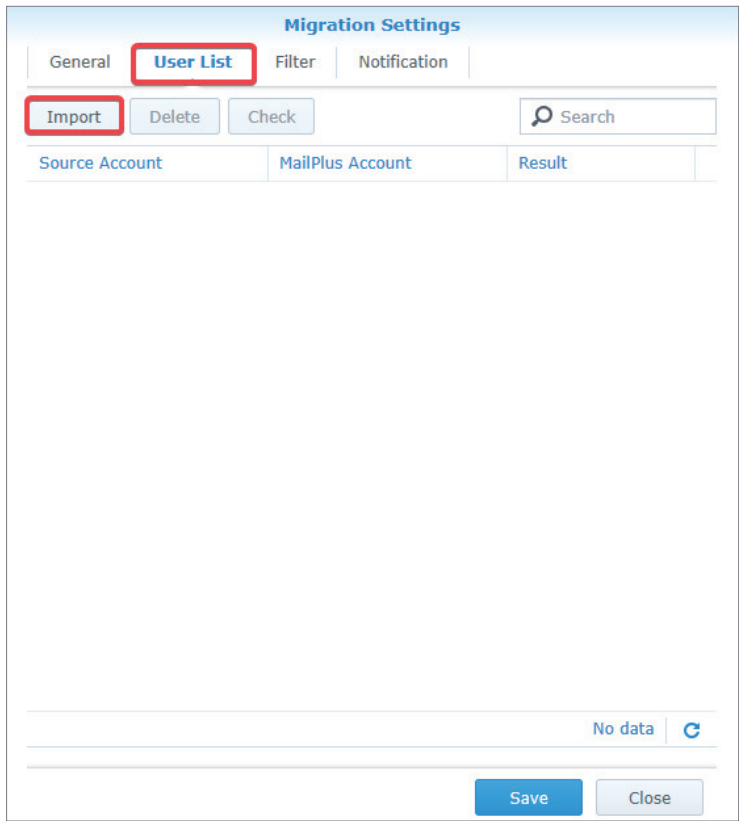 Migration Settings
General User List Filter Notification
Import Delete Check Search
Source Account MailPlus Account Result
No data
Save Close